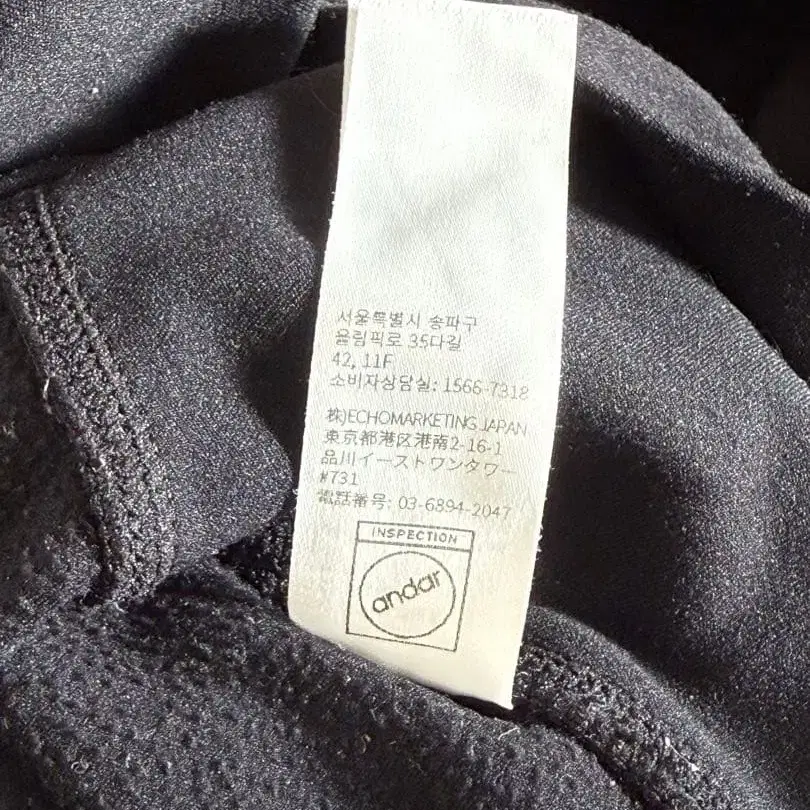 서울특별시 송파구
올림픽로 35다길
42, 11F
소비자상담실: 1566-7318
株)ECHOMARKETING JAPAN
東京都港区港南2-16-1
品川イーストワンタワー
#731
電話番号: 03-6894-2047
INSPECTION
andar